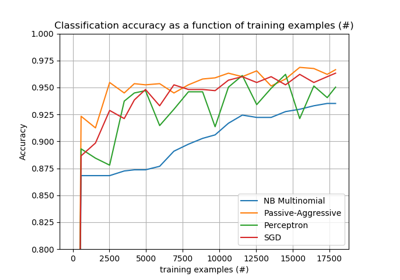 Classification accuracy as a function of training examples (#)
1.000
0.975
0.950
0.925
0.900
0.875
0.850
0.825
0.800
Accuracy
NB Multinomial
Passive-Aggressive
Perceptron
SGD
0 2500 5000 7500 10000 12500 15000 17500
training examples (#)